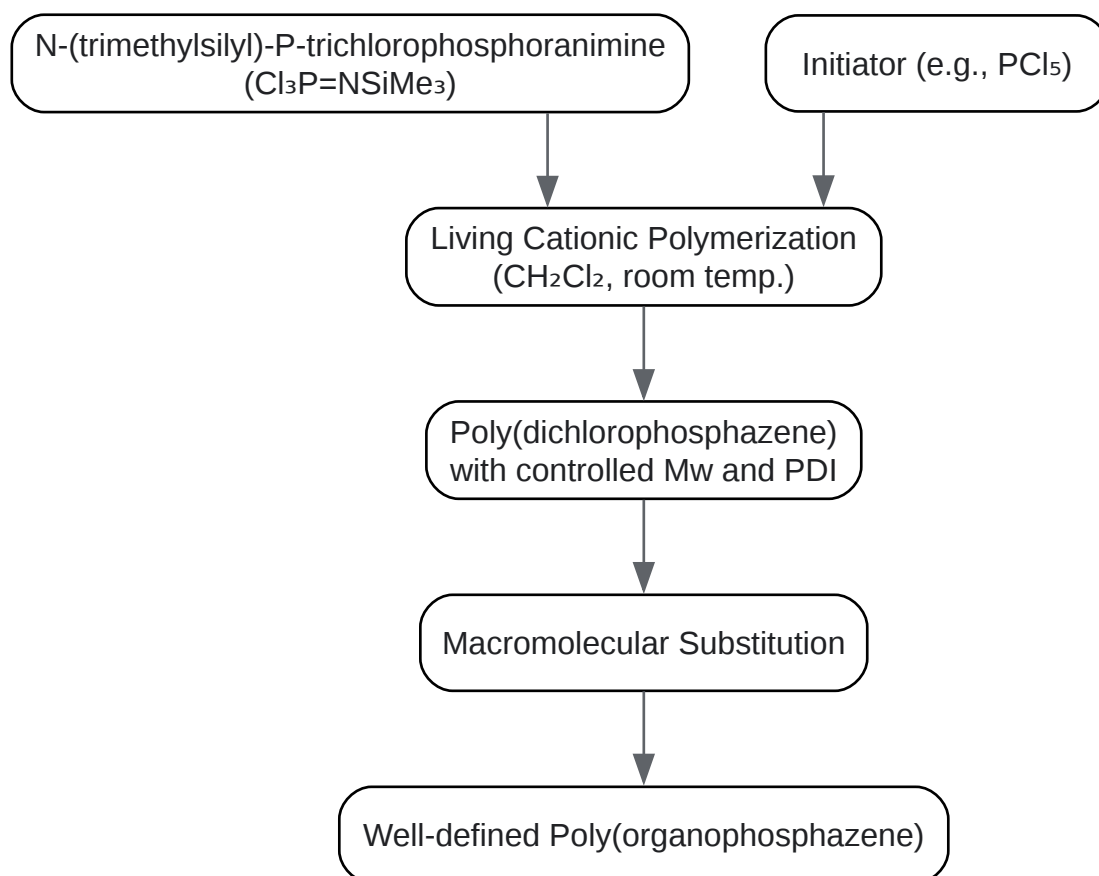 N-(trimethylsilyl)-P-trichlorophosphoranimine
(Cl₃P=NSiMe₃)
Initiator (e.g., PCl₅)
Living Cationic Polymerization
(CH₂Cl₂, room temp.)
Poly(dichlorophosphazene)
with controlled Mw and PDI
Macromolecular Substitution
Well-defined Poly(organophosphazene)